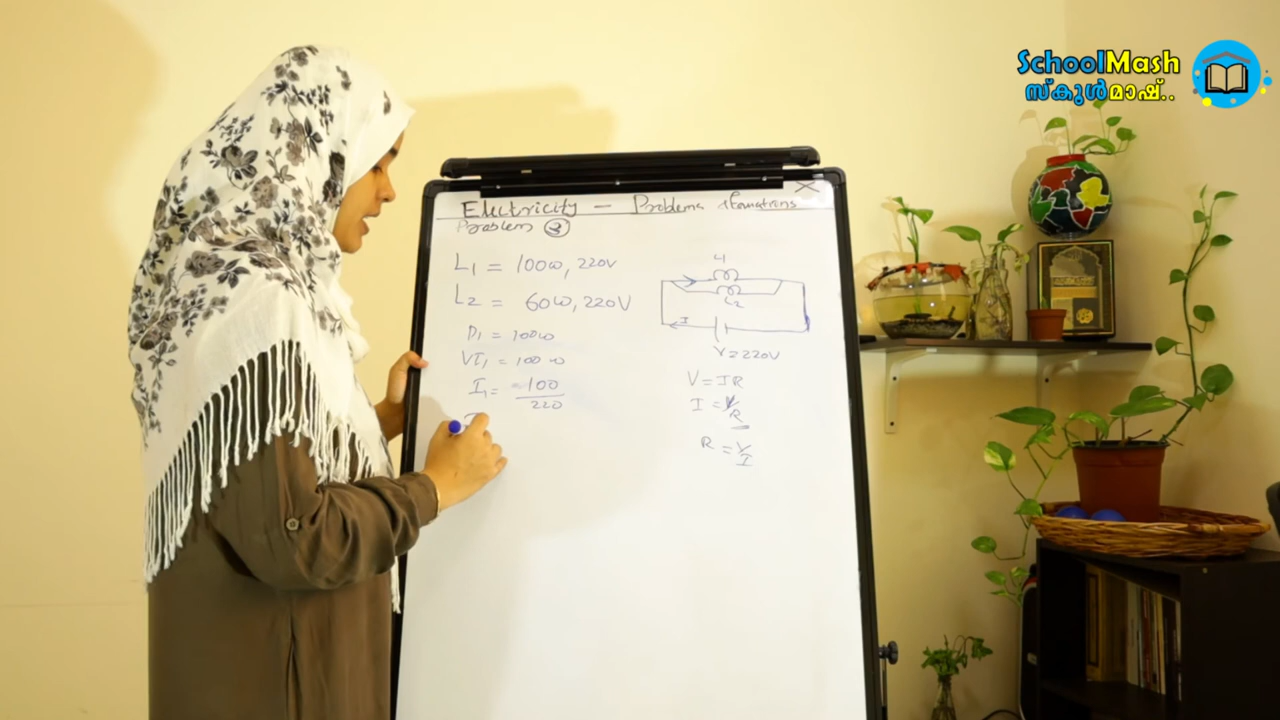 SchoolMash
സ്കൂൾമാഷ്..
X
Electricity - Problems
Problem 3
L1 = 100w, 220V
L2 = 60w, 220V
P1 = 100w
VI1 = 100 w
I1 = 100
220
L1
L2
I
V=220V
V = IR
I = V
R
R = V
I